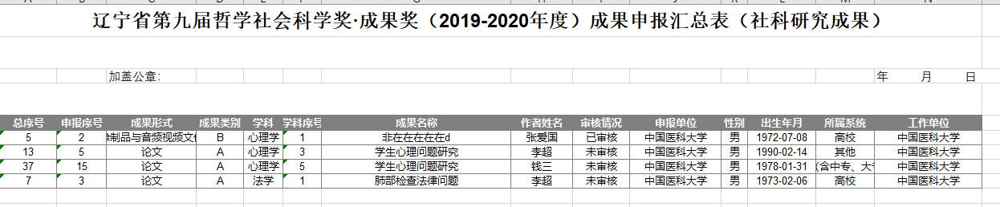 辽宁省第九届哲学社会科学奖·成果奖（2019-2020年度）成果申报汇总表（社科研究成果）
加盖公章: 年 月 日
总序号 申报序号 成果形式 成果类别 学科 学科序号 成果名称 作者姓名 审核情况 申报单位 性别 出生年月 所属系统 工作单位
5 2 制品与音频视频文 B 心理学 1 非在在在在在d 张爱国 已审核 中国医科大学 男 1972-07-08 高校 中国医科大学
13 5 论文 A 心理学 3 学生心理问题研究 李超 未审核 中国医科大学 男 1990-02-14 其他 中国医科大学
37 15 论文 A 心理学 5 学生心理问题研究 钱三 未审核 中国医科大学 男 1978-01-31 (含中专、大 中国医科大学
7 3 论文 A 法学 1 肺部检查法律问题 李超 未审核 中国医科大学 男 1973-02-06 高校 中国医科大学